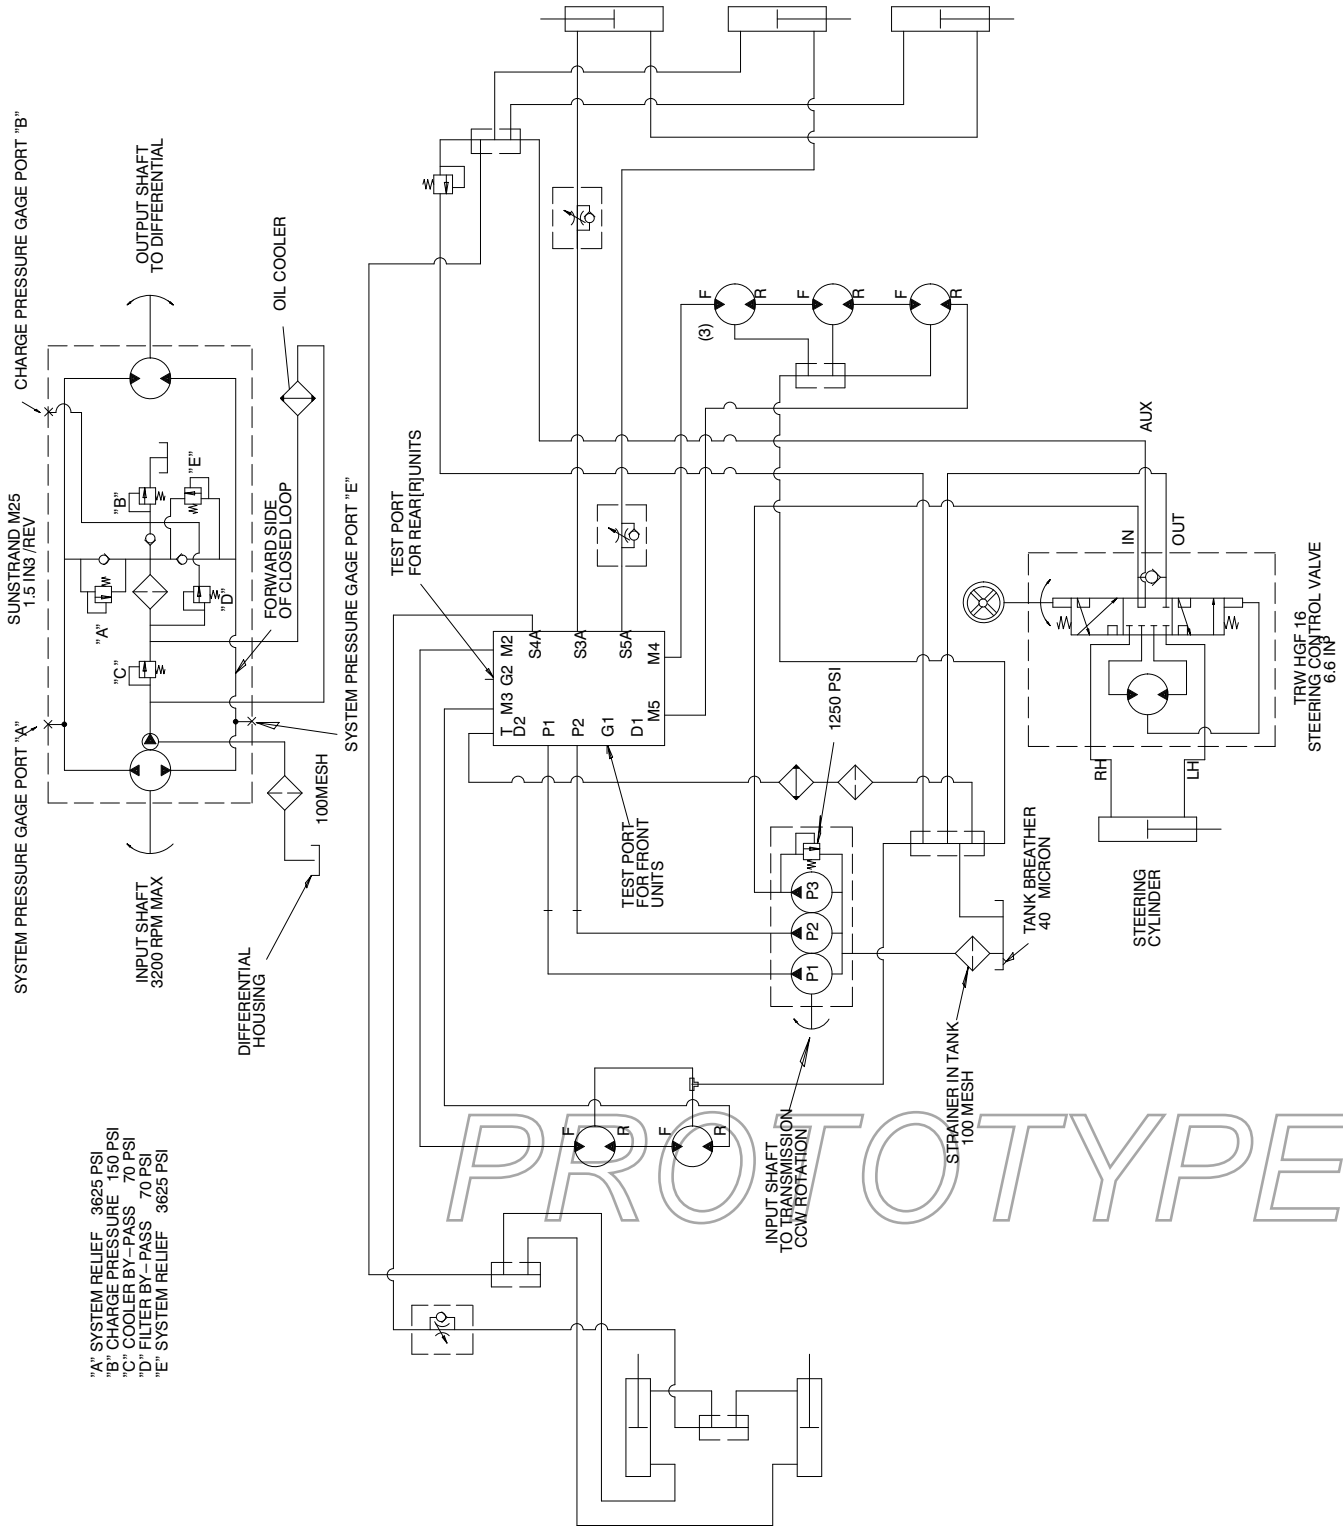 SYSTEM PRESSURE GAGE PORT "A"
SUNSTRAND M25
1.5 IN3 /REV
CHARGE PRESSURE GAGE PORT "B"
INPUT SHAFT
3200 RPM MAX
OUTPUT SHAFT
TO DIFFERENTIAL
"C"
"A"
"B"
"E"
"D"
FORWARD SIDE
OF CLOSED LOOP
OIL COOLER
DIFFERENTIAL
HOUSING
100MESH
SYSTEM PRESSURE GAGE PORT "E"
"A" SYSTEM RELIEF 3625 PSI
"B" CHARGE PRESSURE 150 PSI
"C" COOLER BY-PASS 70 PSI
"D" FILTER BY-PASS 70 PSI
"E" SYSTEM RELIEF 3625 PSI
TEST PORT
FOR REAR[R]UNITS
T
M3
G2
M2
D2
S4A
P1
P2
S3A
G1
S5A
D1
M5
M4
TEST PORT
FOR FRONT
UNITS
1250 PSI
(3)
F
R
F
R
F
R
F
R
F
R
P1
P2
P3
INPUT SHAFT
TO TRANSMISSION
CCW ROTATION
STRAINER IN TANK
100 MESH
TANK BREATHER
40 MICRON
STEERING
CYLINDER
RH
LH
IN
OUT
AUX
TRW HGF 16
STEERING CONTROL VALVE
6.6 IN3
PROTOTYPE